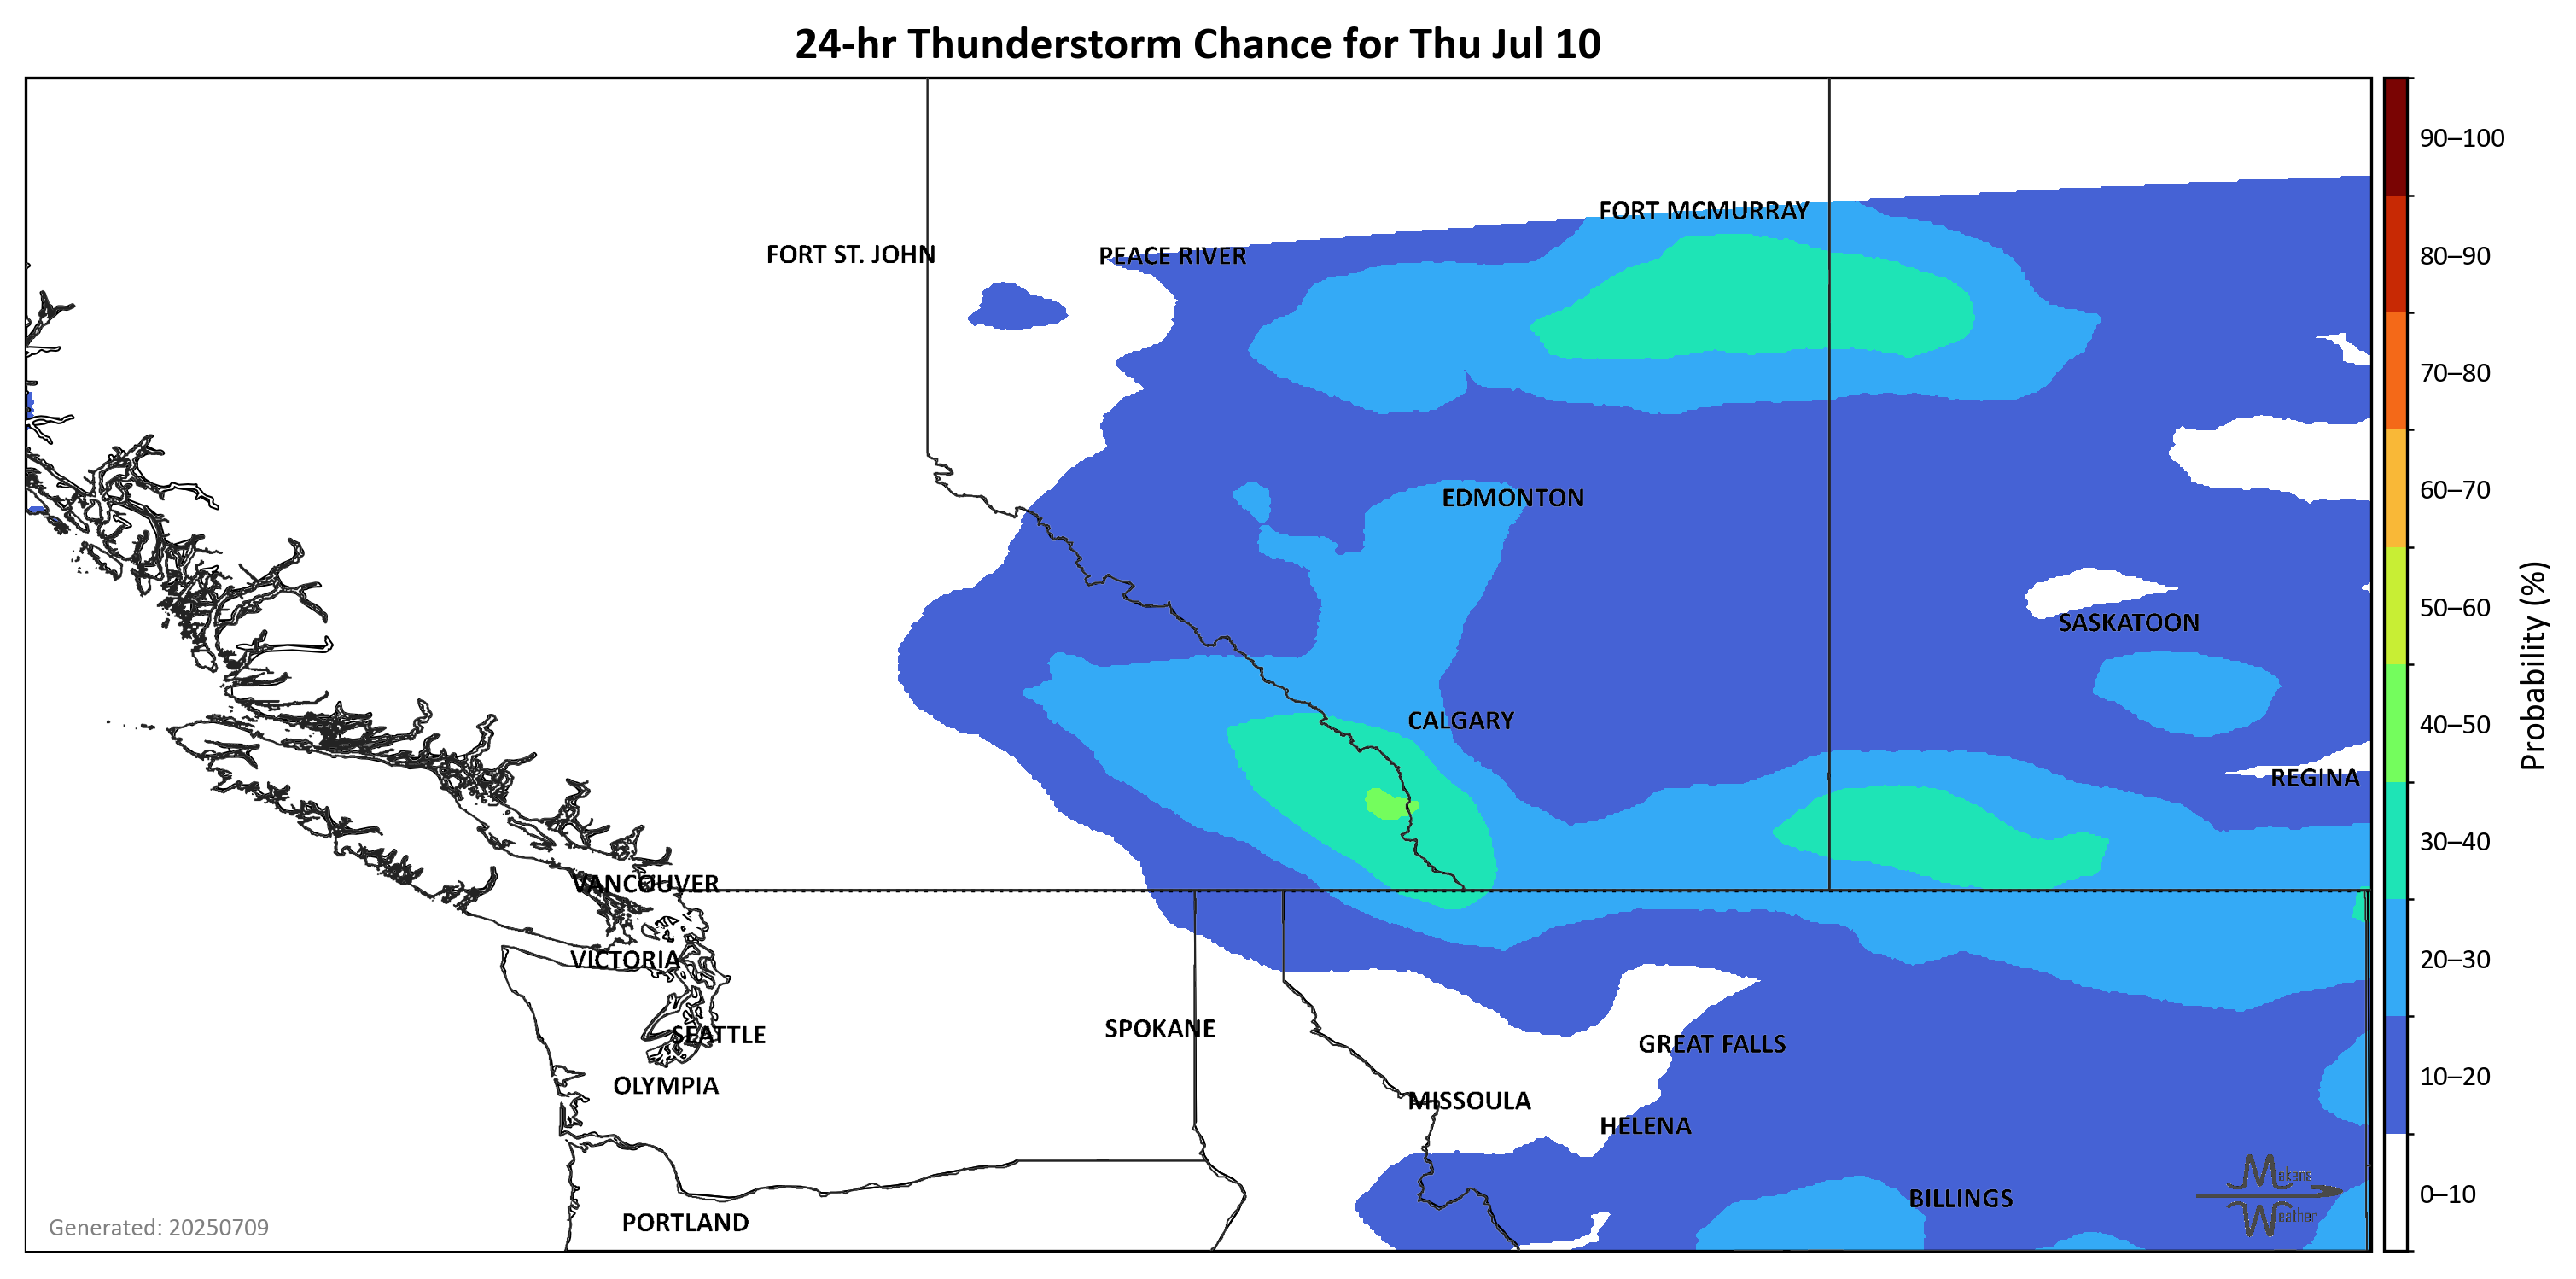 24-hr Thunderstorm Chance for Thu Jul 10
90–100
FORT MCMURRAY
FORT ST. JOHN
PEACE RIVER
80–90
70–80
EDMONTON
60–70
SASKATOON
50–60
CALGARY
40–50
REGINA
Probability (%)
30–40
VANCOUVER
VICTORIA
20–30
SPOKANE
SEATTLE
GREAT FALLS
OLYMPIA
10–20
MISSOULA
HELENA
Mekens
Weather
BILLINGS
0–10
PORTLAND
Generated: 20250709